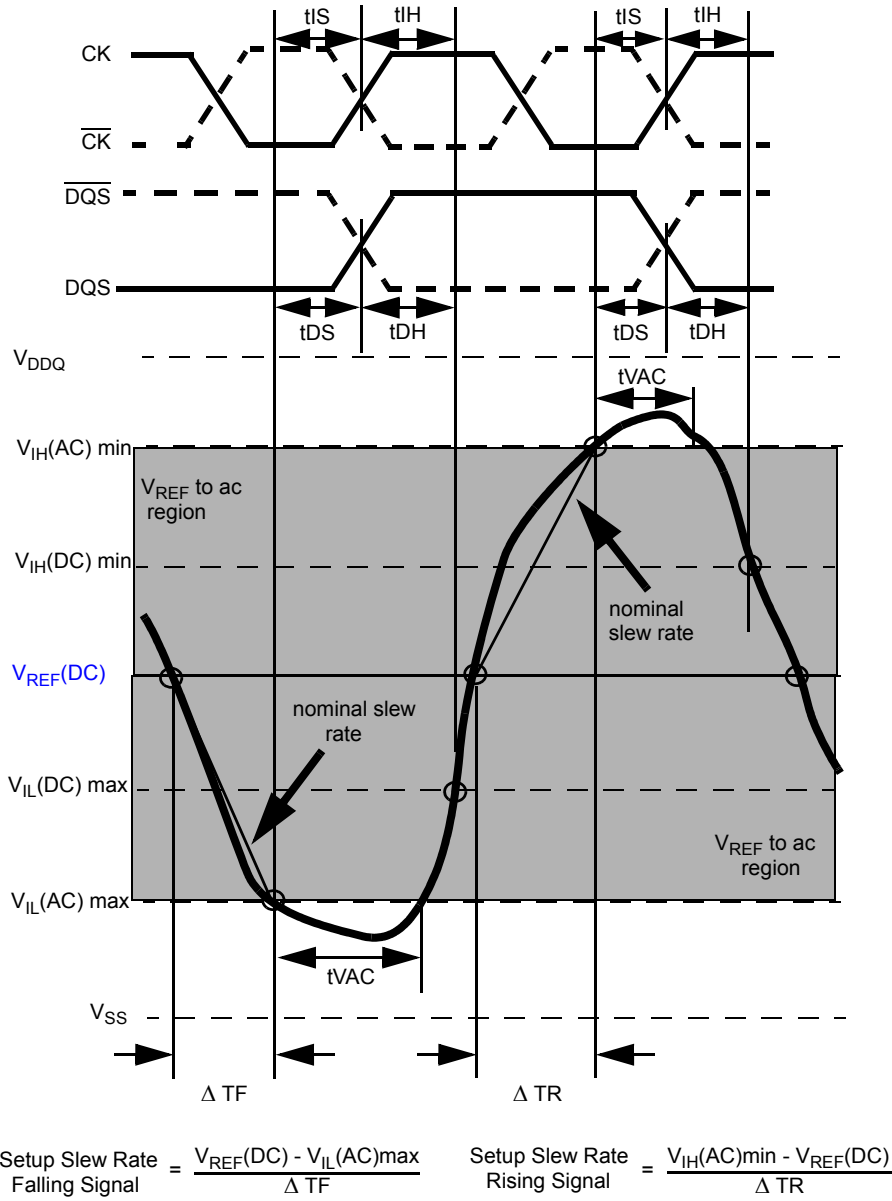 tIS tIH tIS tIH
CK
CK
DQS
DQS
tDS tDH tDS tDH
VDDQ
tVAC
VIH(AC) min
VREF to ac
region
VIH(DC) min
nominal
slew rate
VREF(DC)
nominal slew
rate
VIL(DC) max
VREF to ac
region
VIL(AC) max
tVAC
VSS
Δ TF Δ TR
Setup Slew Rate
Falling Signal
=
VREF(DC) - VIL(AC)max
Δ TF
Setup Slew Rate
Rising Signal
=
VIH(AC)min - VREF(DC)
Δ TR